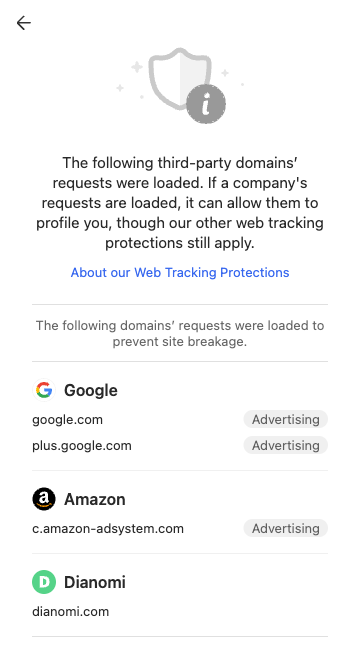 The following third-party domains’
requests were loaded. If a company's
requests are loaded, it can allow them to
profile you, though our other web tracking
protections still apply.
About our Web Tracking Protections
The following domains’ requests were loaded to
prevent site breakage.
Google
google.com Advertising
plus.google.com Advertising
Amazon
c.amazon-adsystem.com Advertising
D Dianomi
dianomi.com